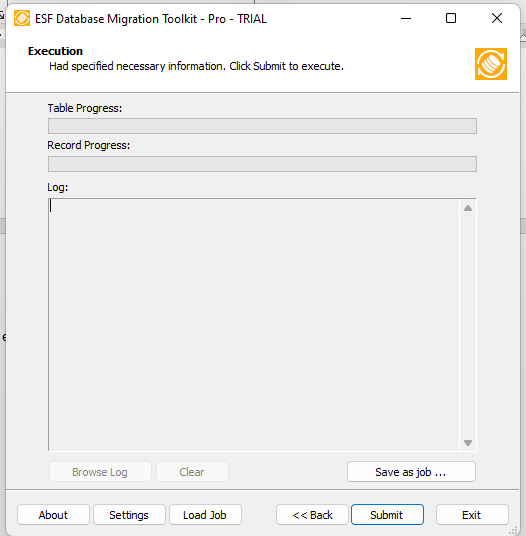 ESF Database Migration Toolkit - Pro - TRIAL
Execution
Had specified necessary information. Click Submit to execute.
Table Progress:
Record Progress:
Log:
Browse Log Clear Save as job ...
About Settings Load Job << Back Submit Exit